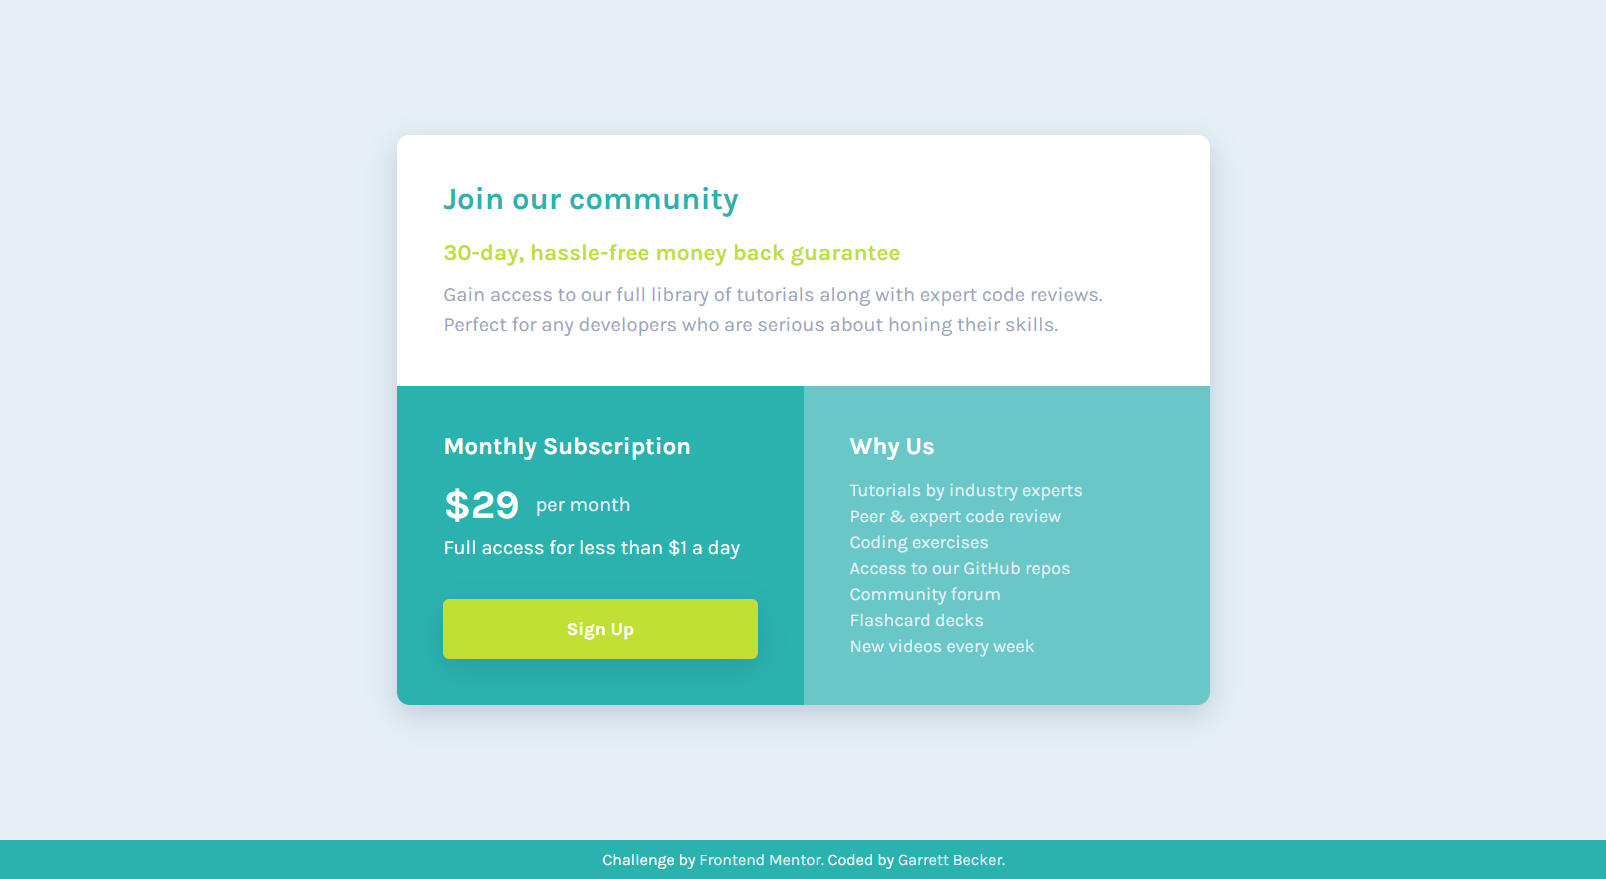 Join our community
30-day, hassle-free money back guarantee
Gain access to our full library of tutorials along with expert code reviews.
Perfect for any developers who are serious about honing their skills.
Monthly Subscription
$29 per month
Full access for less than $1 a day
Sign Up
Why Us
Tutorials by industry experts
Peer & expert code review
Coding exercises
Access to our GitHub repos
Community forum
Flashcard decks
New videos every week
Challenge by Frontend Mentor. Coded by Garrett Becker.